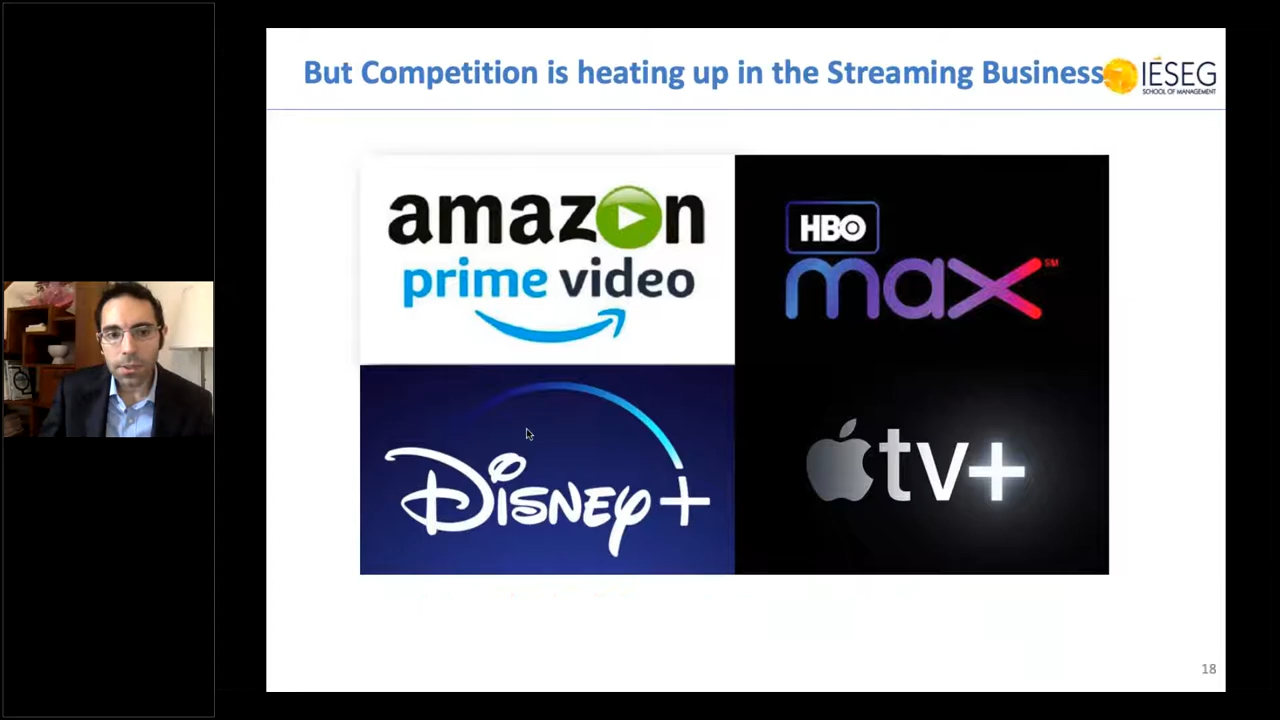 But Competition is heating up in the Streaming Business
IÉSEG
SCHOOL OF MANAGEMENT
amazon
prime video
HBO
max SM
Disney+
tv+
18